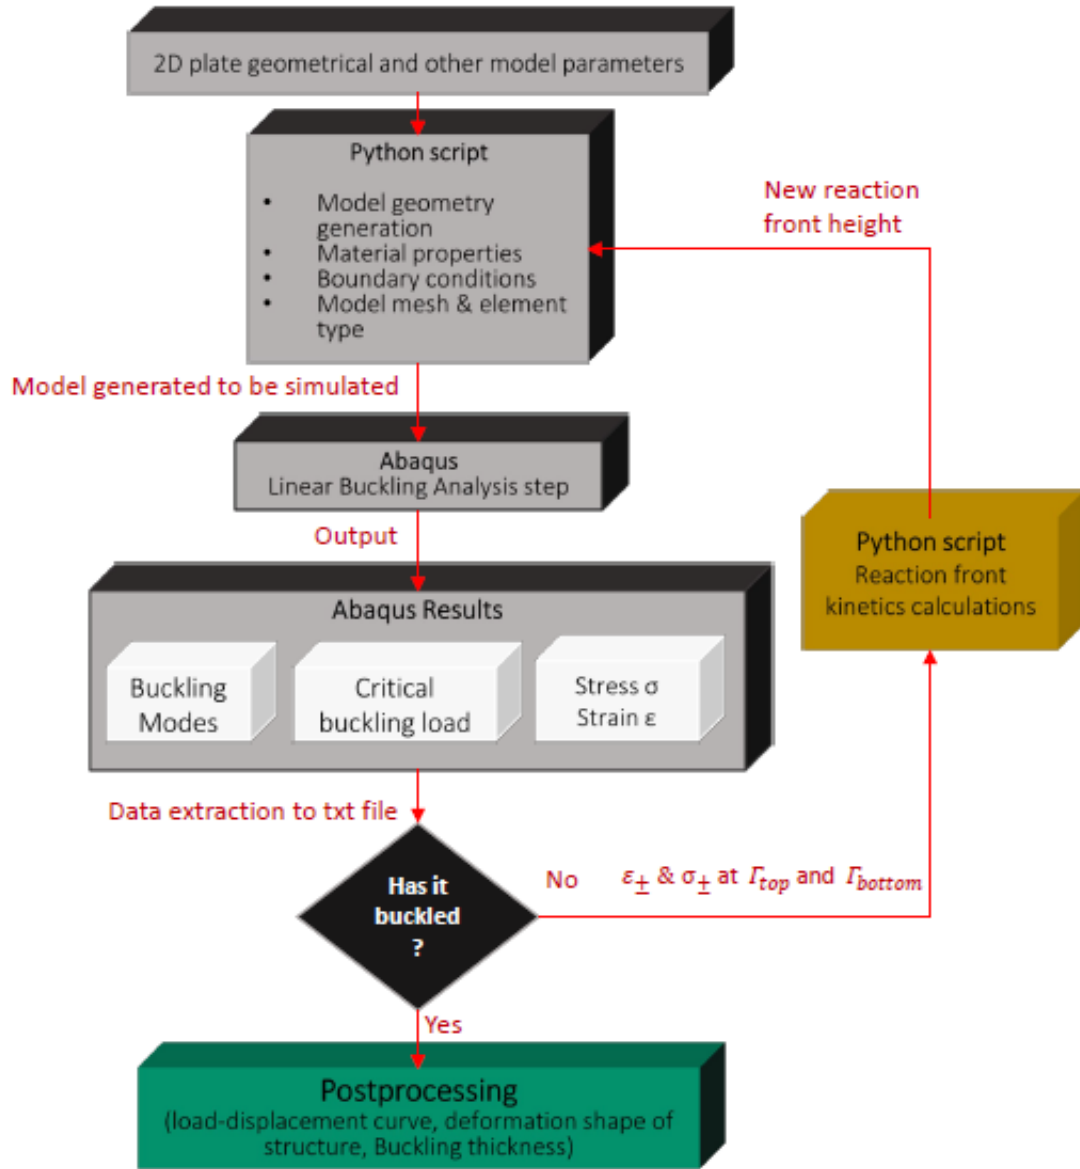 2D plate geometrical and other model parameters
Python script
• Model geometry
generation
• Material properties
• Boundary conditions
• Model mesh & element
type
New reaction
front height
Model generated to be simulated
Abaqus
Linear Buckling Analysis step
Output
Python script
Reaction front
kinetics calculations
Abaqus Results
Buckling
Modes
Critical
buckling load
Stress σ
Strain ε
Data extraction to txt file
Has it
buckled
?
No ε± & σ± at Γtop and Γbottom
Yes
Postprocessing
(load-displacement curve, deformation shape of
structure, Buckling thickness)